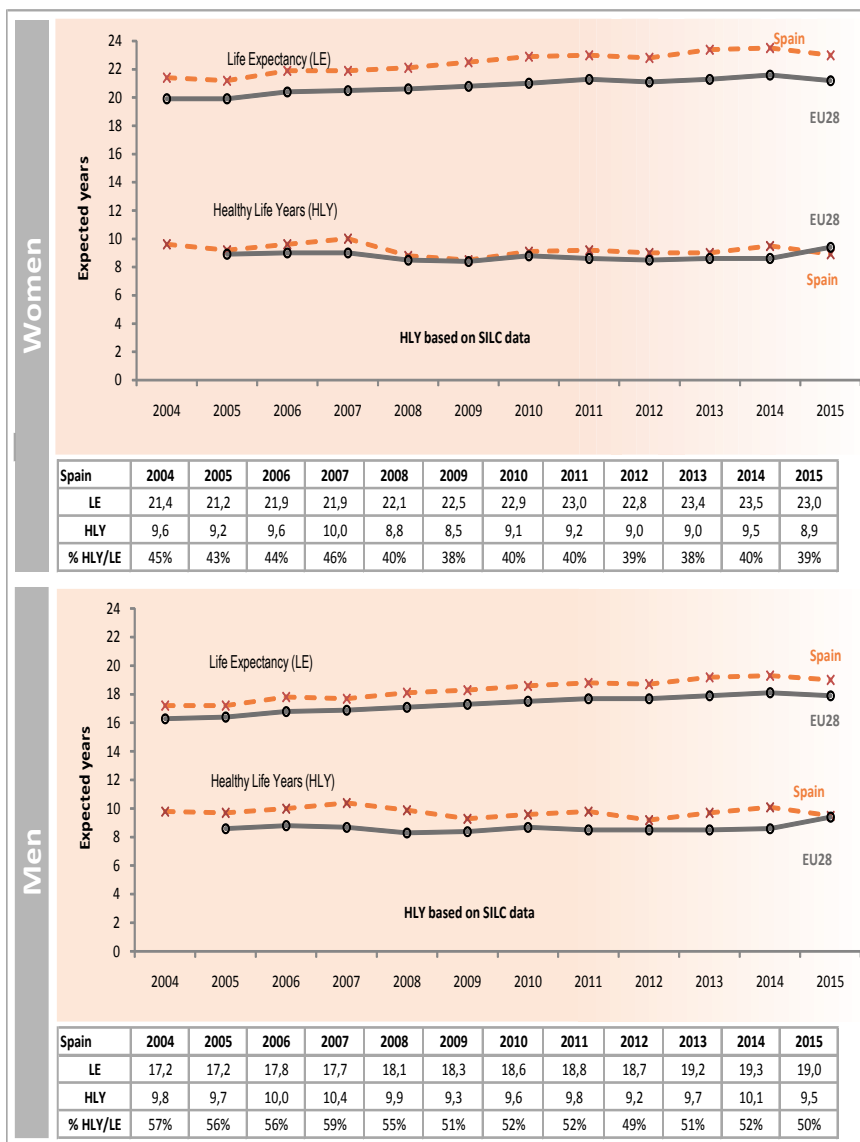 Women
Expected years
24
22
20
18
16
14
12
10
8
6
4
2
0
Life Expectancy (LE)
Spain
EU28
Healthy Life Years (HLY)
EU28
Spain
HLY based on SILC data
2004 2005 2006 2007 2008 2009 2010 2011 2012 2013 2014 2015
Spain 2004 2005 2006 2007 2008 2009 2010 2011 2012 2013 2014 2015
LE 21,4 21,2 21,9 21,9 22,1 22,5 22,9 23,0 22,8 23,4 23,5 23,0
HLY 9,6 9,2 9,6 10,0 8,8 8,5 9,1 9,2 9,0 9,0 9,5 8,9
% HLY/LE 45% 43% 44% 46% 40% 38% 40% 40% 39% 38% 40% 39%
Men
Expected years
24
22
20
18
16
14
12
10
8
6
4
2
0
Life Expectancy (LE)
Spain
EU28
Healthy Life Years (HLY)
Spain
EU28
HLY based on SILC data
2004 2005 2006 2007 2008 2009 2010 2011 2012 2013 2014 2015
Spain 2004 2005 2006 2007 2008 2009 2010 2011 2012 2013 2014 2015
LE 17,2 17,2 17,8 17,7 18,1 18,3 18,6 18,8 18,7 19,2 19,3 19,0
HLY 9,8 9,7 10,0 10,4 9,9 9,3 9,6 9,8 9,2 9,7 10,1 9,5
% HLY/LE 57% 56% 56% 59% 55% 51% 52% 52% 49% 51% 52% 50%